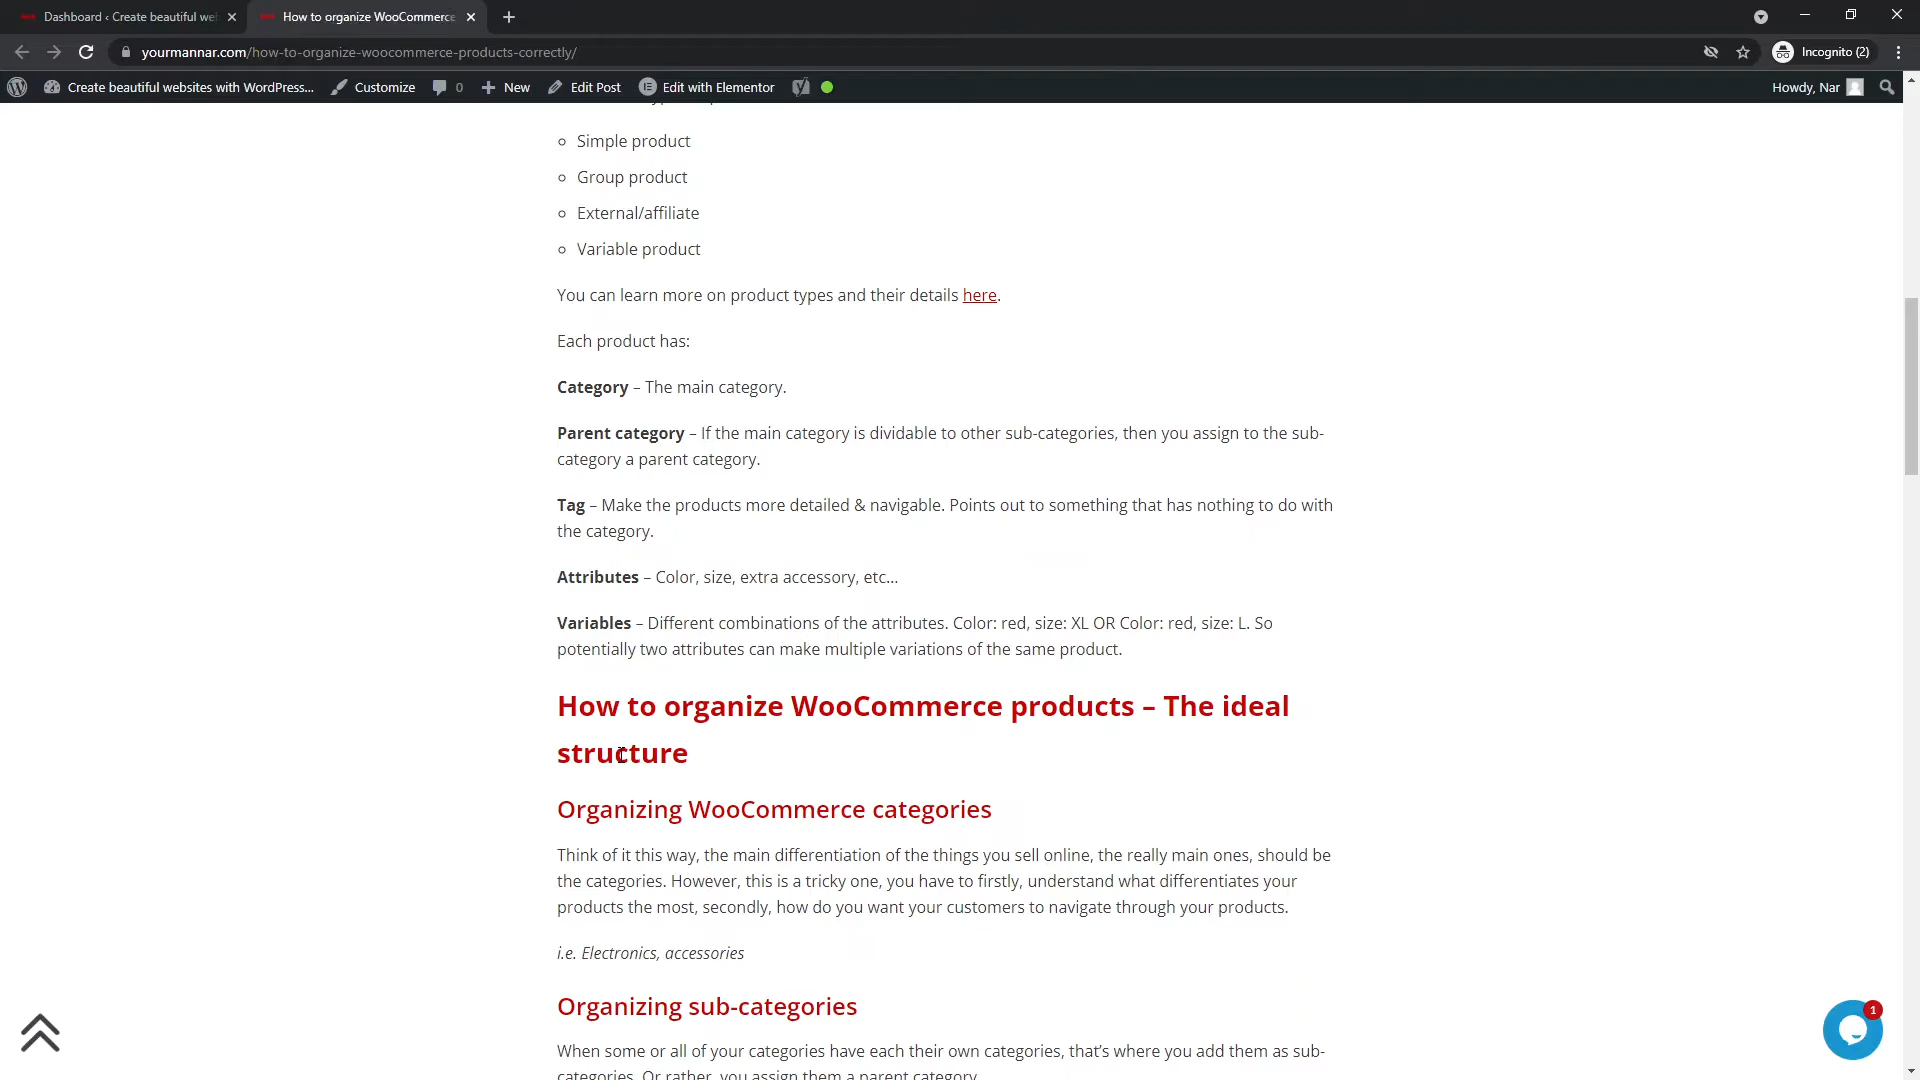 Dashboard ‹ Create beautiful we
How to organize WooCommerce
yourmannar.com/how-to-organize-woocommerce-products-correctly/
Incognito (2)
Create beautiful websites with WordPress...
Customize
0
New
Edit Post
Edit with Elementor
Howdy, Nar
Simple product
Group product
External/affiliate
Variable product
You can learn more on product types and their details here.
Each product has:
Category – The main category.
Parent category – If the main category is dividable to other sub-categories, then you assign to the sub-
category a parent category.
Tag – Make the products more detailed & navigable. Points out to something that has nothing to do with
the category.
Attributes – Color, size, extra accessory, etc…
Variables – Different combinations of the attributes. Color: red, size: XL OR Color: red, size: L. So
potentially two attributes can make multiple variations of the same product.
How to organize WooCommerce products – The ideal
structure
Organizing WooCommerce categories
Think of it this way, the main differentiation of the things you sell online, the really main ones, should be
the categories. However, this is a tricky one, you have to firstly, understand what differentiates your
products the most, secondly, how do you want your customers to navigate through your products.
i.e. Electronics, accessories
Organizing sub-categories
When some or all of your categories have each their own categories, that's where you add them as sub-
categories. Or rather, you assign them a parent category.
1